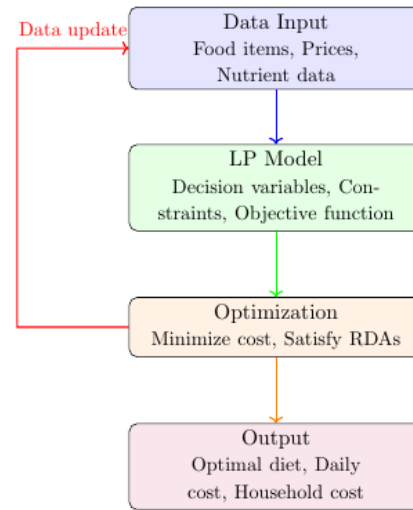 Data update
Data Input
Food items, Prices,
Nutrient data
LP Model
Decision variables, Con-
straints, Objective function
Optimization
Minimize cost, Satisfy RDAs
Output
Optimal diet, Daily
cost, Household cost